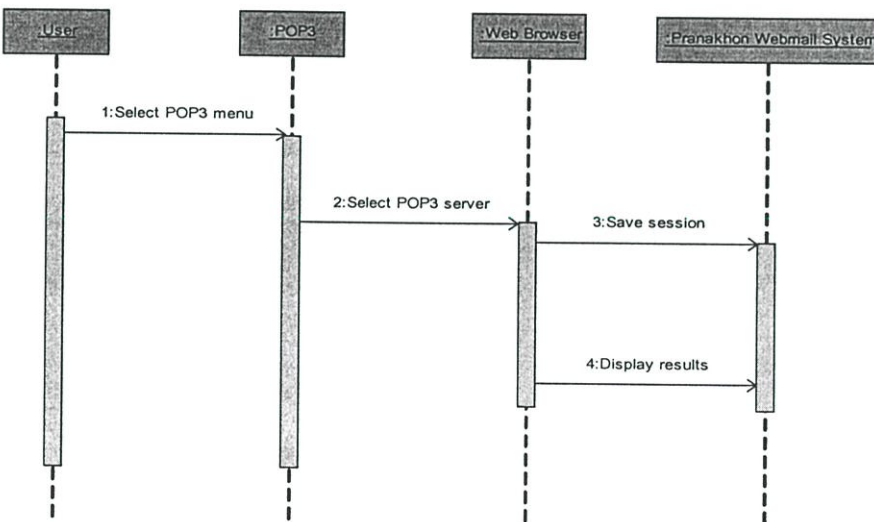 :User
:POP3
:Web Browser
:Pranakhon Webmail System
1:Select POP3 menu
2:Select POP3 server
3:Save session
4:Display results